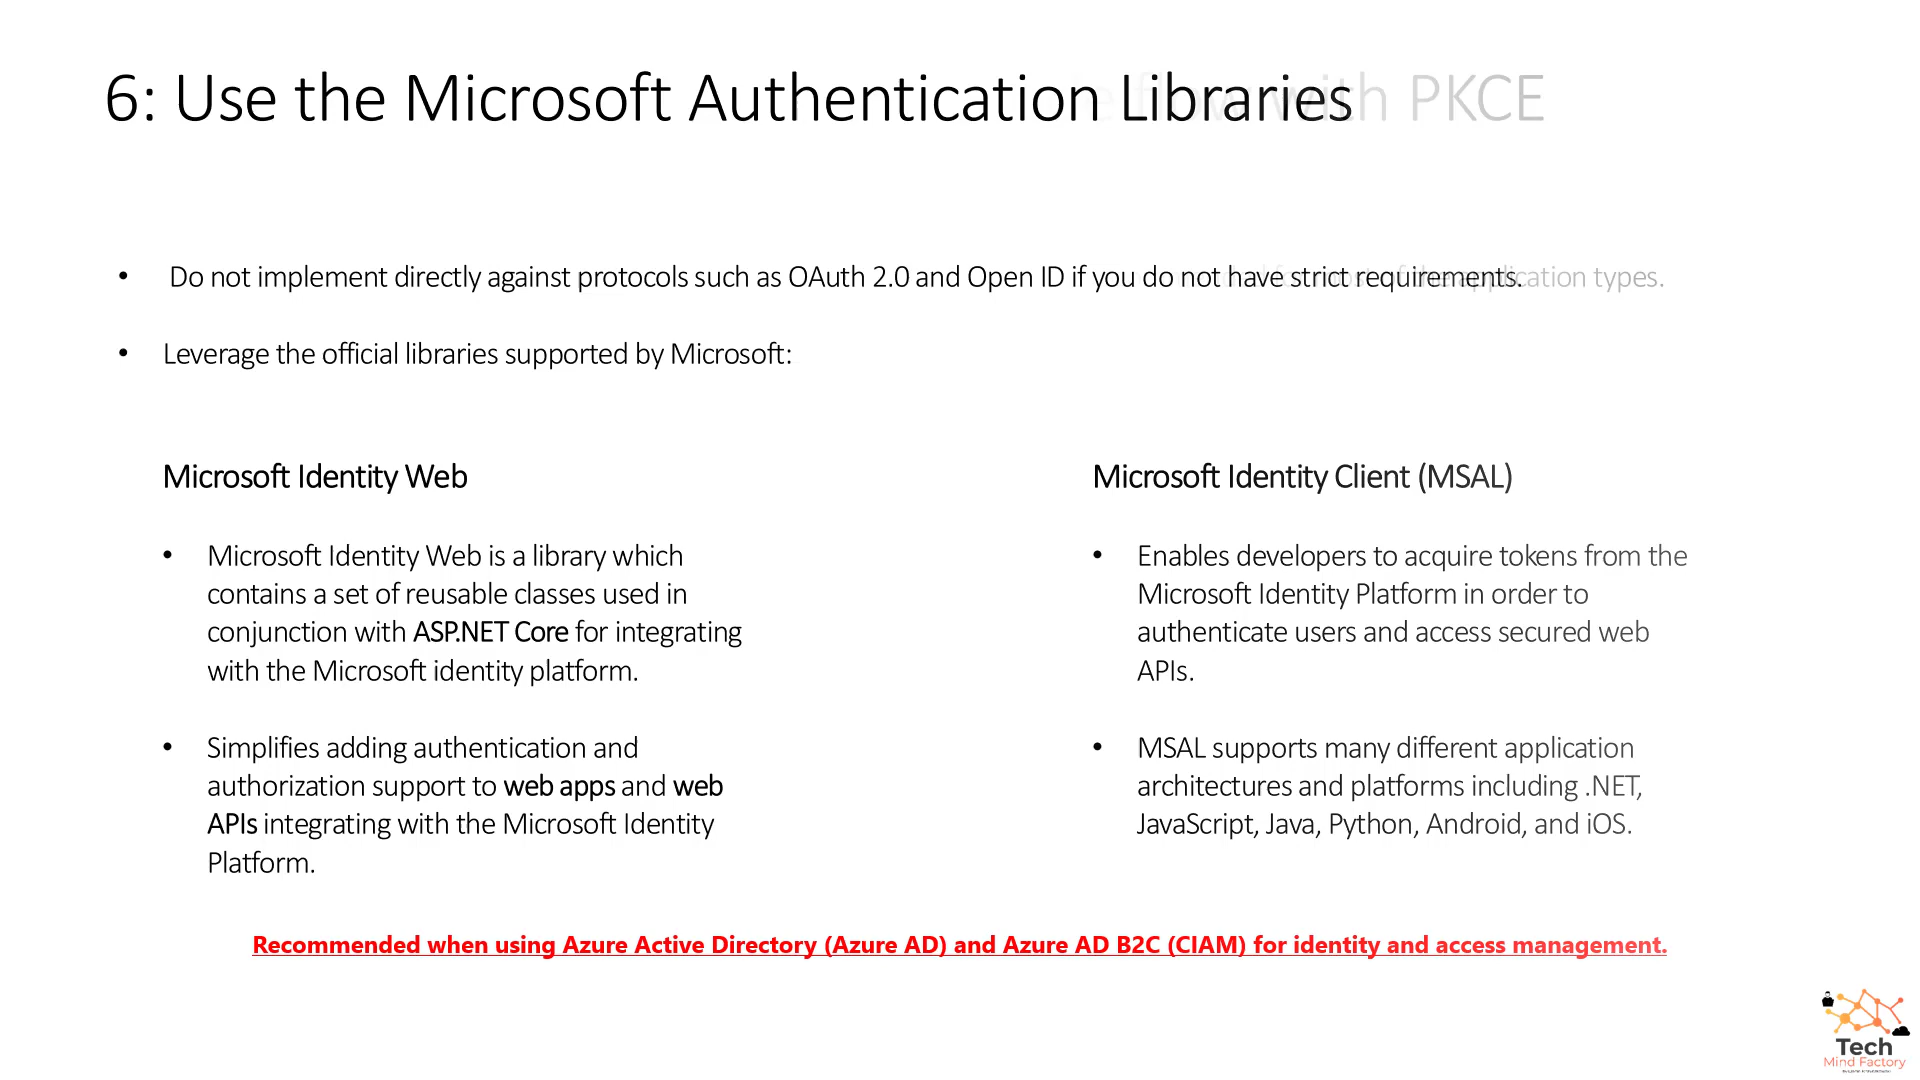 6: Use the Microsoft Authentication Libraries with PKCE
• Do not implement directly against protocols such as OAuth 2.0 and Open ID if you do not have strict requirements. application types.
• Leverage the official libraries supported by Microsoft:
Microsoft Identity Web
• Microsoft Identity Web is a library which
contains a set of reusable classes used in
conjunction with ASP.NET Core for integrating
with the Microsoft identity platform.
• Simplifies adding authentication and
authorization support to web apps and web
APIs integrating with the Microsoft Identity
Platform.
Microsoft Identity Client (MSAL)
• Enables developers to acquire tokens from the
Microsoft Identity Platform in order to
authenticate users and access secured web
APIs.
• MSAL supports many different application
architectures and platforms including .NET,
JavaScript, Java, Python, Android, and iOS.
Recommended when using Azure Active Directory (Azure AD) and Azure AD B2C (CIAM) for identity and access management.
Tech
Mind Factory